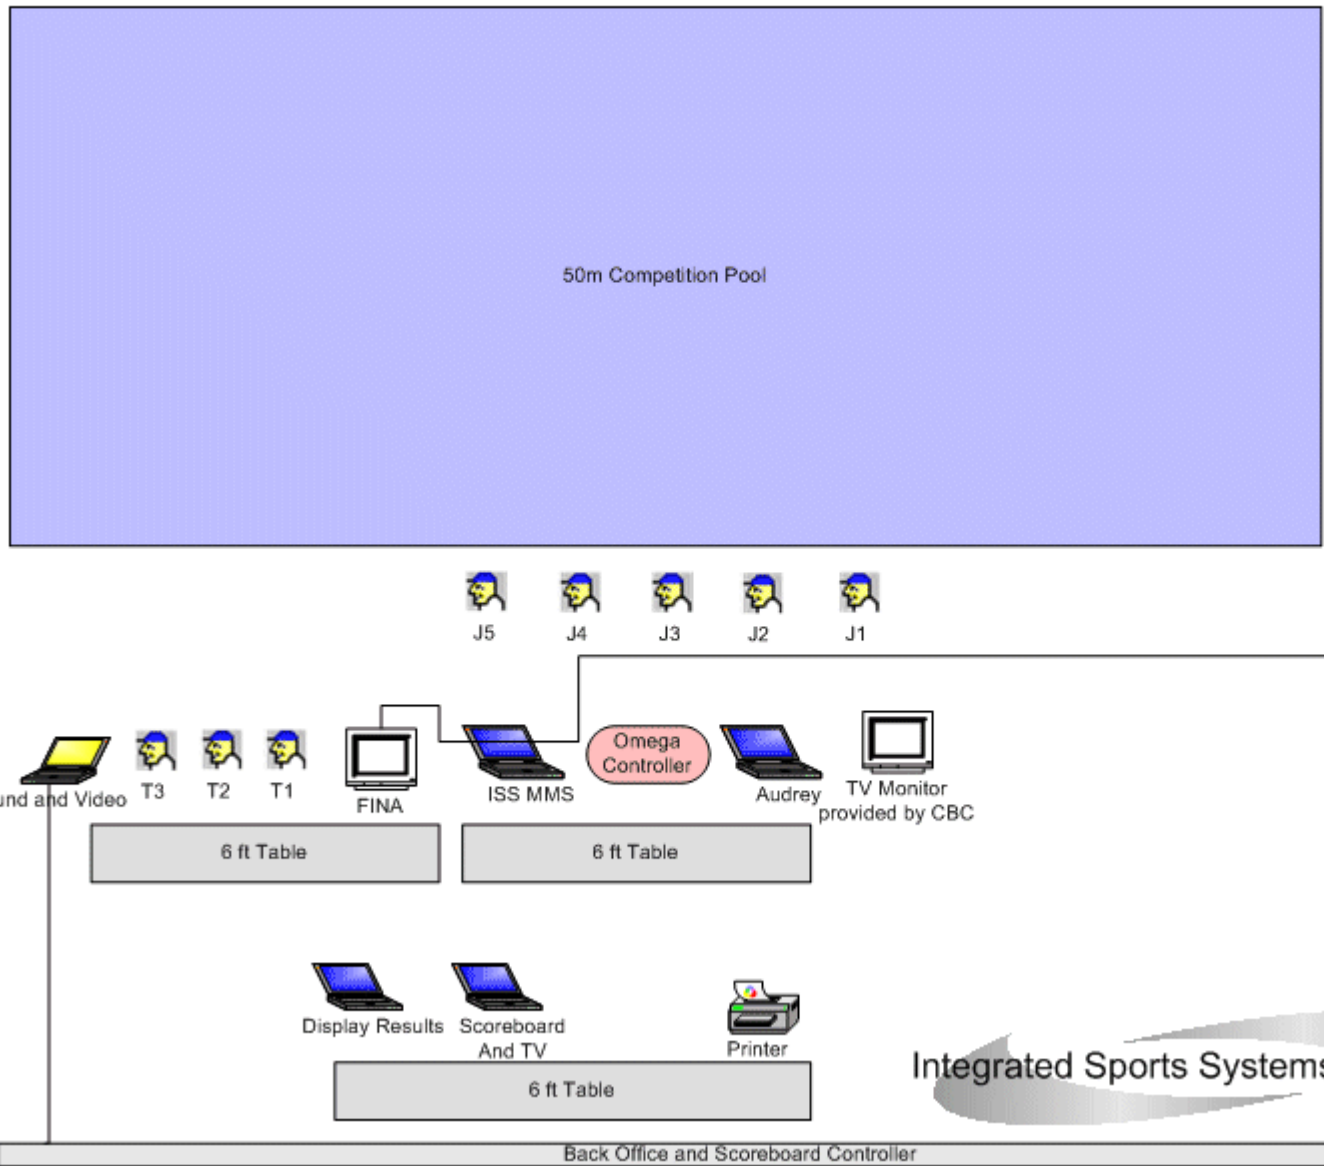 50m Competition Pool
J5 J4 J3 J2 J1
Omega
Controller
and Video T3 T2 T1 FINA ISS MMS Audrey TV Monitor
provided by CBC
6 ft Table 6 ft Table
Display Results Scoreboard
And TV Printer
6 ft Table
Integrated Sports Systems
Back Office and Scoreboard Controller